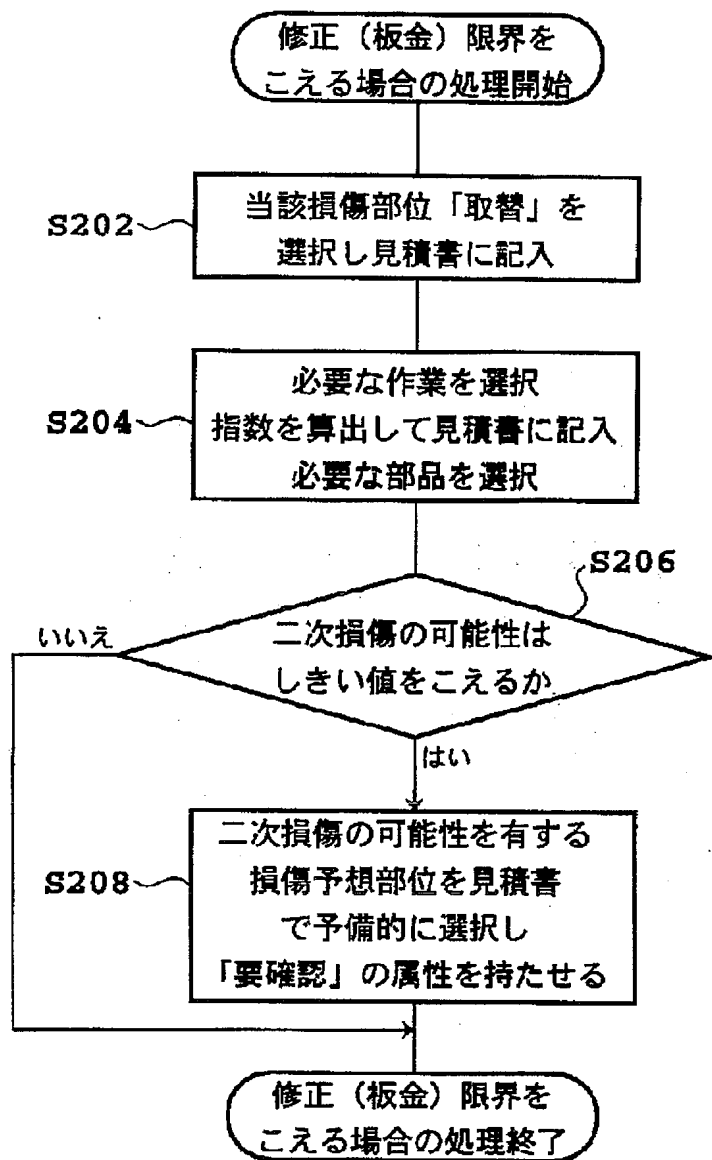 修正（板金）限界を
こえる場合の処理開始
S202
当該損傷部位「取替」を
選択し見積書に記入
S204
必要な作業を選択
指数を算出して見積書に記入
必要な部品を選択
S206
二次損傷の可能性は
しきい値をこえるか
いいえ
はい
S208
二次損傷の可能性を有する
損傷予想部位を見積書
で予備的に選択し
「要確認」の属性を持たせる
修正（板金）限界を
こえる場合の処理終了